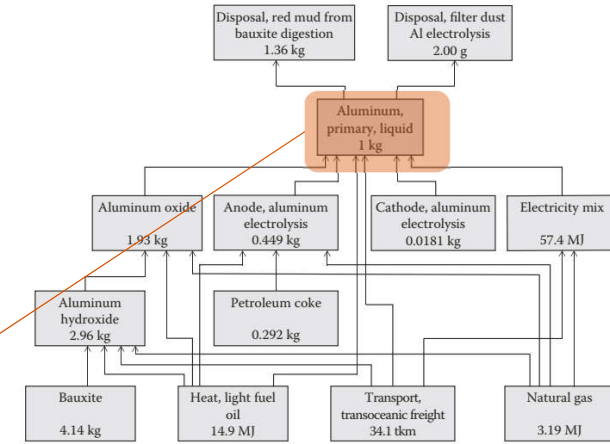 Disposal, red mud from
bauxite digestion
1.36 kg
Disposal, filter dust
Al electrolysis
2.00 g
Aluminum,
primary, liquid
1 kg
Aluminum oxide
1.93 kg
Anode, aluminum
electrolysis
0.449 kg
Cathode, aluminum
electrolysis
0.0181 kg
Electricity mix
57.4 MJ
Aluminum
hydroxide
2.96 kg
Petroleum coke
0.292 kg
Bauxite
4.14 kg
Heat, light fuel
oil
14.9 MJ
Transport,
transoceanic freight
34.1 tkm
Natural gas
3.19 MJ